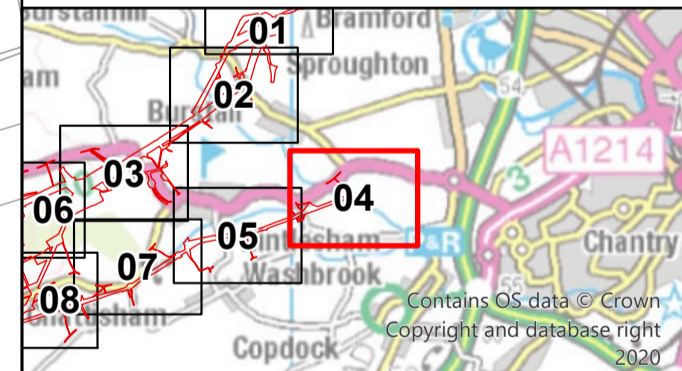 Bramford
01
Sproughton
54
02
A1214
03
3
04
06
05
P&R
Chantry
07
Washbrook
55
08
Contains OS data © Crown
Copyright and database right
Copdock
2020